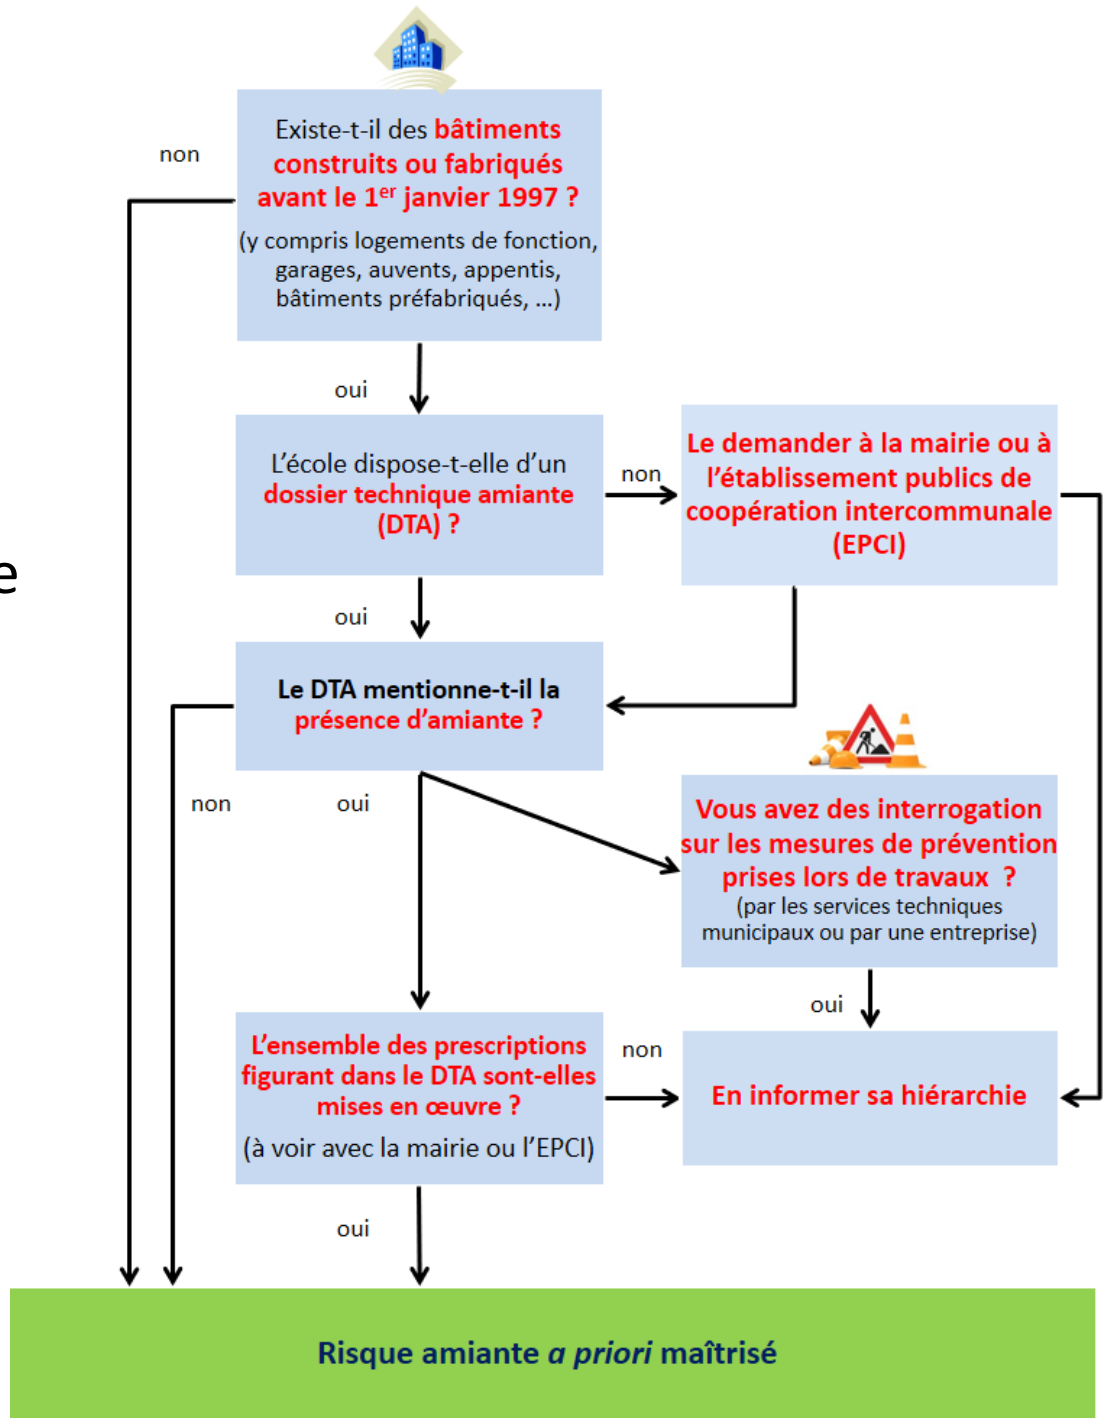 Existe-t-il des bâtiments
construits ou fabriqués
avant le 1er janvier 1997 ?
(y compris logements de fonction,
garages, auvents, appentis,
bâtiments préfabriqués, …)
non
oui
L'école dispose-t-elle d'un
dossier technique amiante
(DTA) ?
non
Le demander à la mairie ou à
l'établissement publics de
coopération intercommunale
(EPCI)
e
oui
Le DTA mentionne-t-il la
présence d'amiante ?
non
oui
Vous avez des interrogation
sur les mesures de prévention
prises lors de travaux ?
(par les services techniques
municipaux ou par une entreprise)
oui
L'ensemble des prescriptions
figurant dans le DTA sont-elles
mises en œuvre ?
(à voir avec la mairie ou l'EPCI)
non
En informer sa hiérarchie
oui
Risque amiante a priori maîtrisé